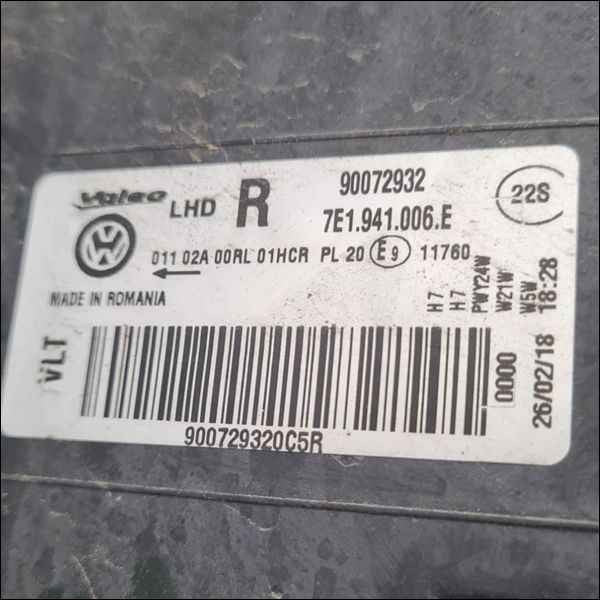 Valeo LHD R 90072932 22S
7E1.941.006.E
011 02A 00RL 01HCR PL 20 E9 11760
MADE IN ROMANIA
H7
H7
PWY24W
W21W
W5W
VLT
0000
26/02/18 18:28
900729320C5R